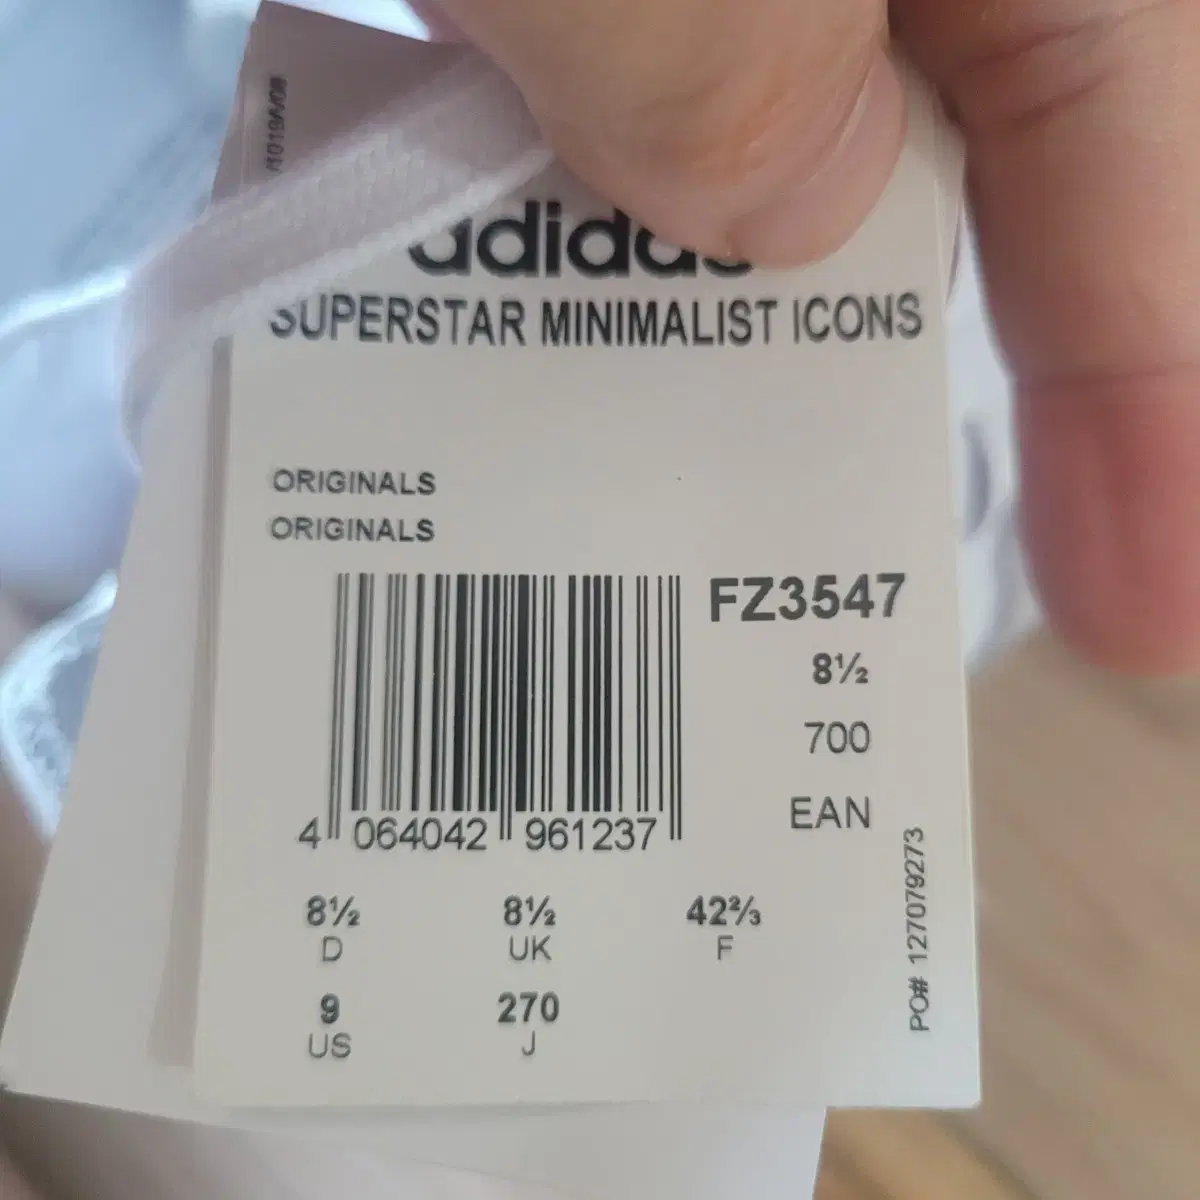 adidas
SUPERSTAR MINIMALIST ICONS
ORIGINALS
ORIGINALS
FZ3547
8½
700
EAN
4 064042 961237
8½ 8½ 42⅔
D UK F
9 270
US J
PO# 127079273